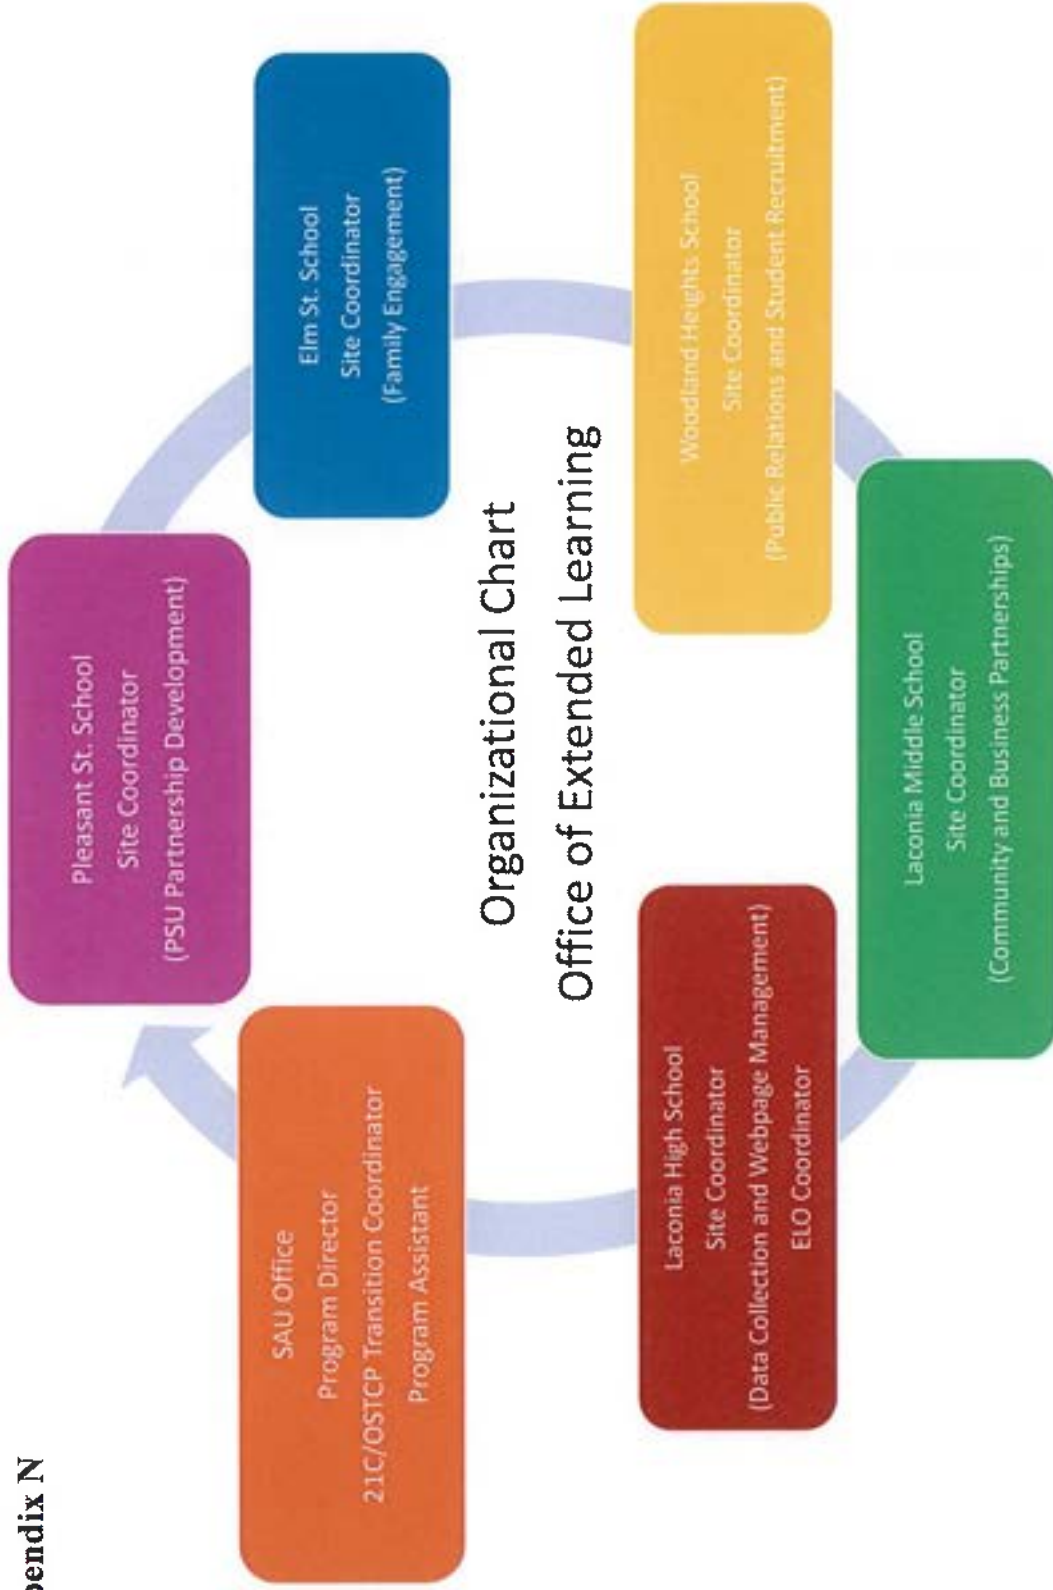 pendix N
Pleasant St. School
Site Coordinator
(PSU Partnership Development)
Elm St. School
Site Coordinator
(Family Engagement)
Woodland Heights School
Site Coordinator
(Public Relations and Student Recruitment)
Laconia Middle School
Site Coordinator
(Community and Business Partnerships)
Laconia High School
Site Coordinator
(Data Collection and Webpage Management)
ELO Coordinator
SAU Office
Program Director
21C/OSTCP Transition Coordinator
Program Assistant
Organizational Chart
Office of Extended Learning